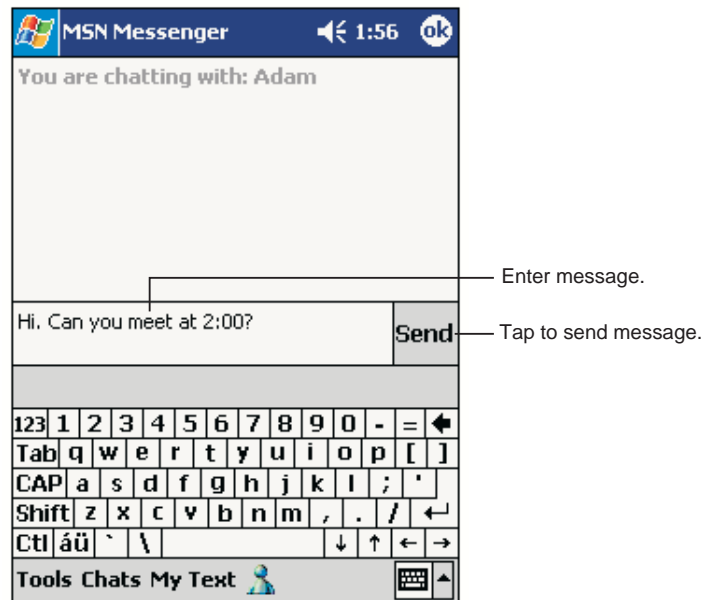 MSN Messenger 1:56 ok
You are chatting with: Adam
Enter message.
Hi. Can you meet at 2:00?
Send
Tap to send message.
123 1 2 3 4 5 6 7 8 9 0 - = ←
Tab q w e r t y u i o p [ ]
CAP a s d f g h j k l ; '
Shift z x c v b n m , . / ↵
Ctl áü ` \ ↓ ↑ ← →
Tools Chats My Text